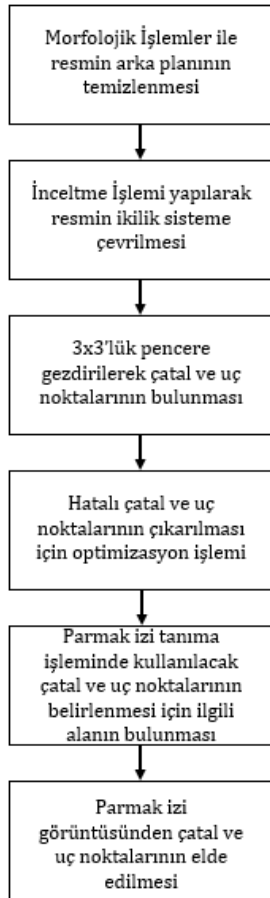 Morfolojik İşlemler ile
resmin arka planının
temizlenmesi
İnceltme İşlemi yapılarak
resmin ikilik sisteme
çevrilmesi
3x3'lük pencere
gezdirilerek çatal ve uç
noktalarının bulunması
Hatalı çatal ve uç
noktalarının çıkarılması
için optimizasyon işlemi
Parmak izi tanıma
işleminde kullanılacak
çatal ve uç noktalarının
belirlenmesi için ilgili
alanın bulunması
Parmak izi
görüntüsünden çatal ve
uç noktalarının elde
edilmesi